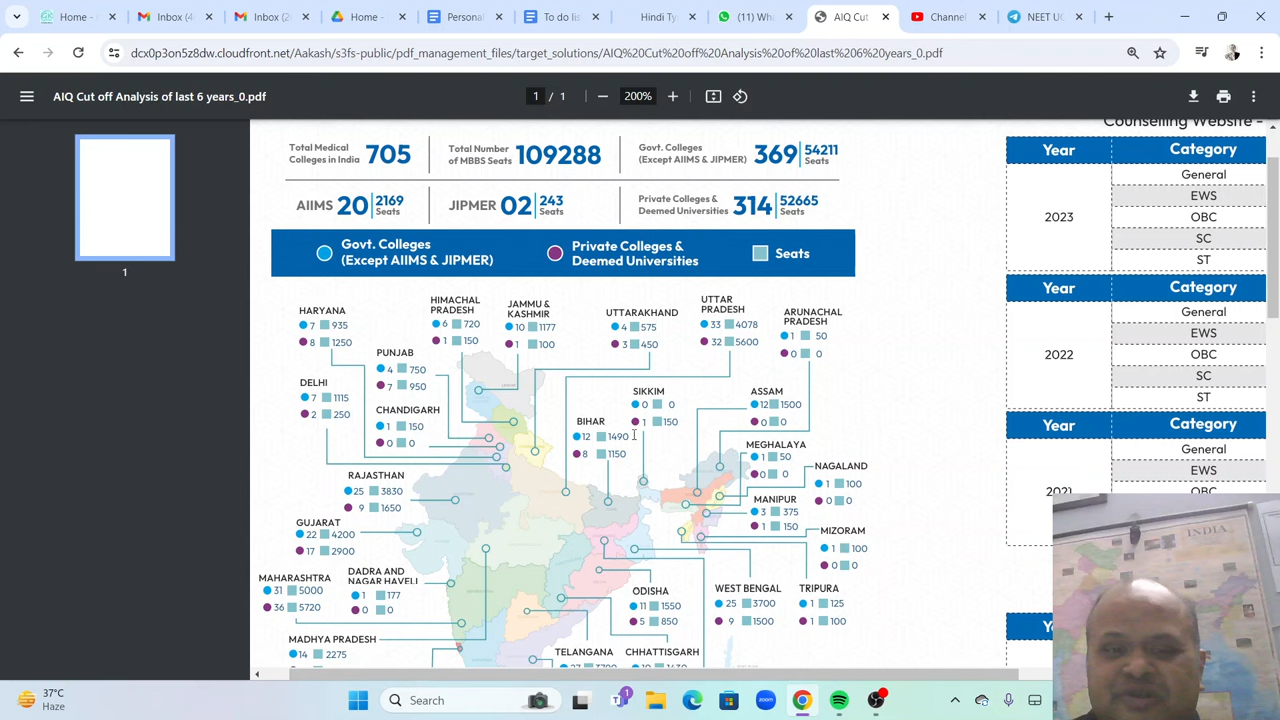 Home -
Inbox (4
Inbox (2
Home -
Persona
To do lis
Hindi Ty
(11) Wha
AIQ Cut
Channel
NEET UG
dcx0p3on5z8dw.cloudfront.net/Aakash/s3fs-public/pdf_management_files/target_solutions/AIQ%20Cut%20off%20Analysis%20of%20last%206%20years_0.pdf
AIQ Cut off Analysis of last 6 years_0.pdf
1 / 1
200%
1
Total Medical Colleges in India 705
Total Number of MBBS Seats 109288
Govt. Colleges (Except AIIMS & JIPMER) 369 54211 Seats
AIIMS 20 2169 Seats
JIPMER 02 243 Seats
Private Colleges & Deemed Universities 314 52665 Seats
Govt. Colleges (Except AIIMS & JIPMER)
Private Colleges & Deemed Universities
Seats
HARYANA
7 935
8 1250
HIMACHAL PRADESH
6 720
1 150
JAMMU & KASHMIR
10 1177
1 100
UTTARAKHAND
4 575
3 450
UTTAR PRADESH
33 4078
32 5600
ARUNACHAL PRADESH
1 50
0 0
PUNJAB
4 750
7 950
DELHI
7 1115
2 250
CHANDIGARH
1 150
0 0
SIKKIM
0 0
1 150
ASSAM
12 1500
0 0
BIHAR
12 1490
8 1150
MEGHALAYA
1 50
0 0
NAGALAND
1 100
0 0
RAJASTHAN
25 3830
9 1650
MANIPUR
3 375
1 150
GUJARAT
22 4200
17 2900
MIZORAM
1 100
0 0
MAHARASHTRA
31 5000
36 5720
DADRA AND NAGAR HAVELI
1 177
0 0
ODISHA
11 1550
5 850
WEST BENGAL
25 3700
9 1500
TRIPURA
1 125
1 100
MADHYA PRADESH
14 2275
TELANGANA
CHHATTISGARH
Counselling Website -
Year Category
2023
General
EWS
OBC
SC
ST
Year Category
2022
General
EWS
OBC
SC
ST
Year Category
2021
General
EWS
INDIA
37°C
Haze
Search
1